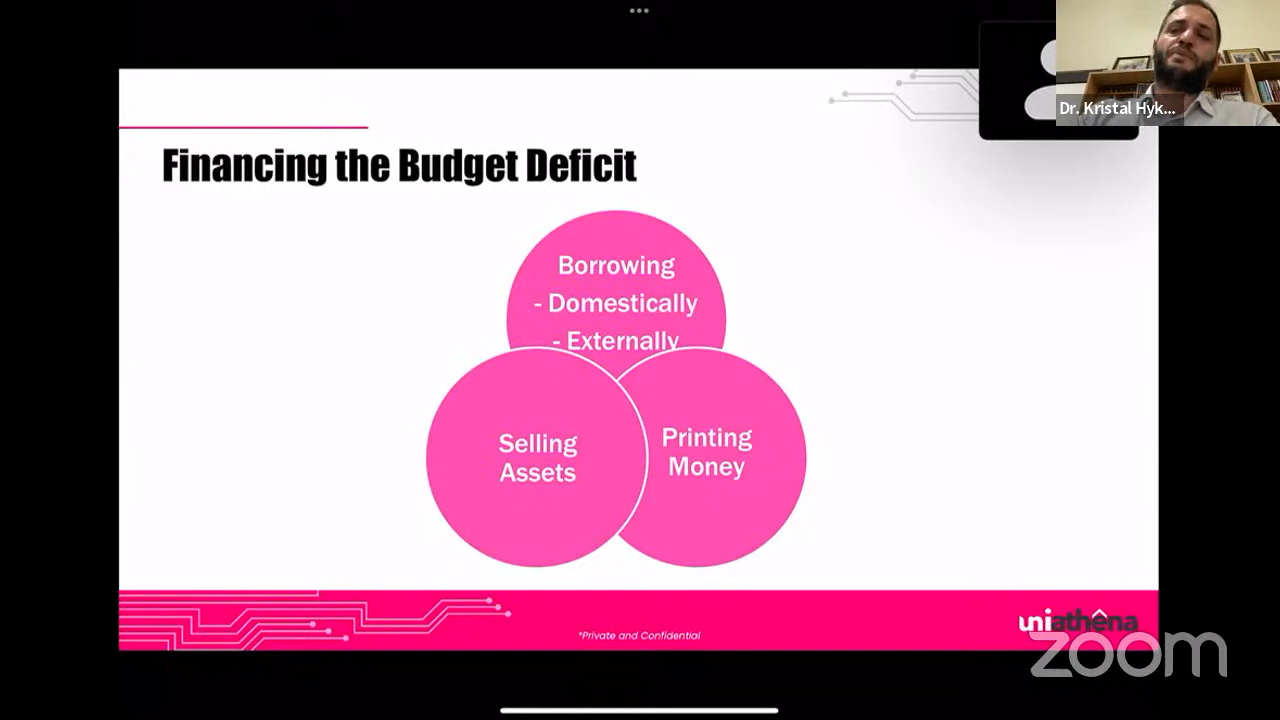 Dr. Kristal Hyk...
Financing the Budget Deficit
Borrowing
- Domestically
- Externally
Selling
Assets
Printing
Money
*Private and Confidential
uniathena
zoom